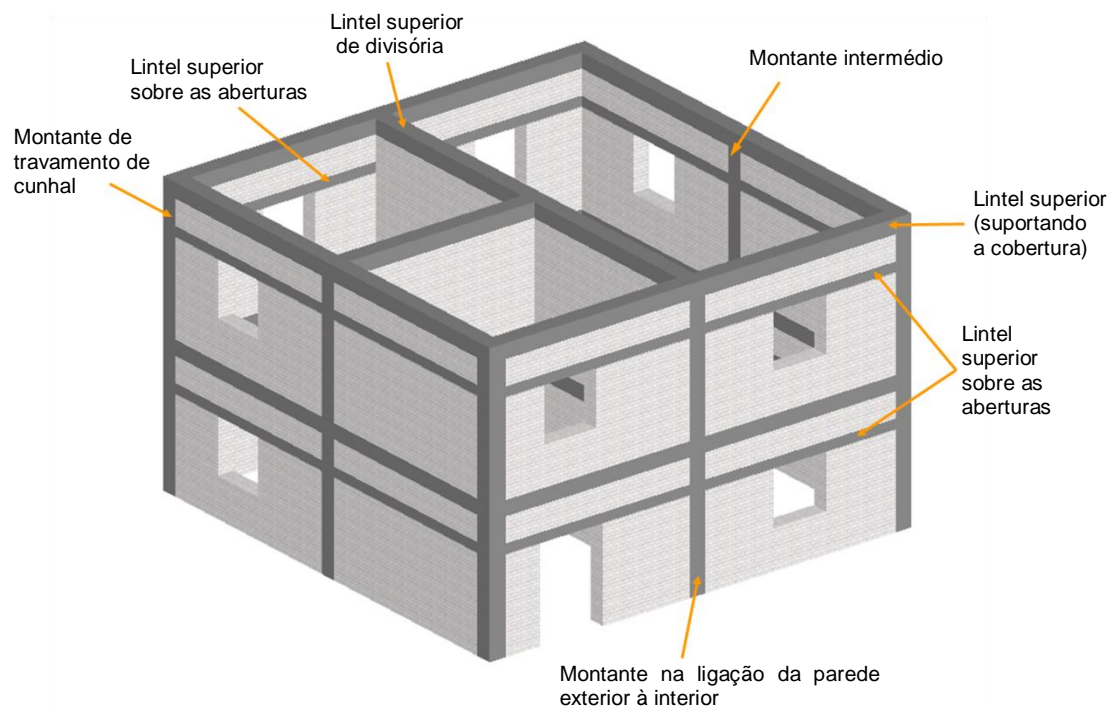 Lintel superior
de divisória
Montante intermédio
Lintel superior
sobre as aberturas
Montante de
travamento de
cunhal
Lintel superior
(suportando
a cobertura)
Lintel
superior
sobre as
aberturas
Montante na ligação da parede
exterior à interior